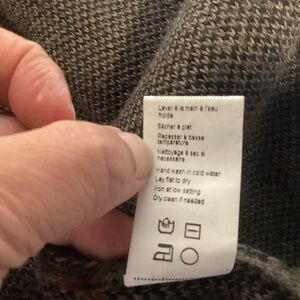 Laver à la main à l'eau
froide
Sécher à plat
Repasser à basse
température
Nettoyage à sec si
nécessaire
Hand wash in cold water
Lay flat to dry
Iron at low setting
Dry clean if needed